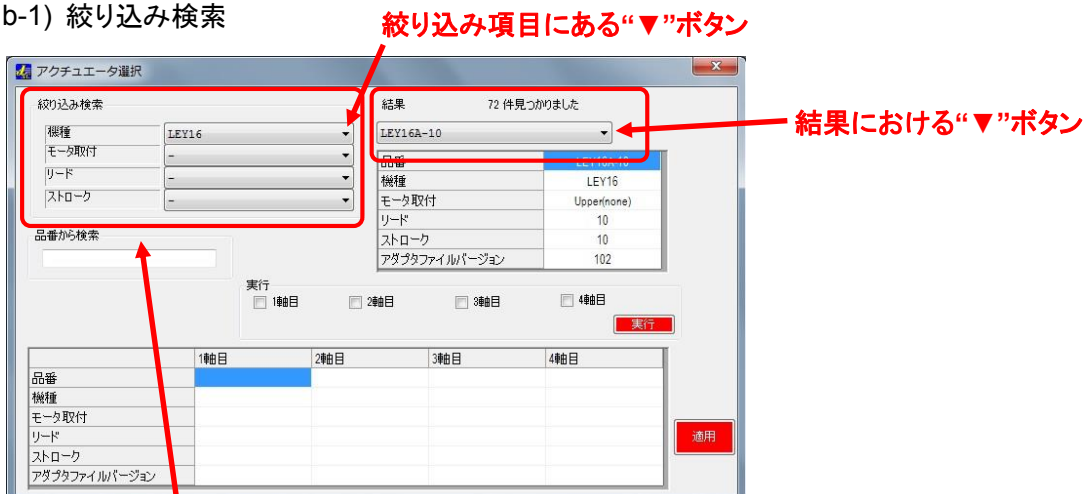 b-1) 絞り込み検索
絞り込み項目にある“▼”ボタン
アクチュエータ選択
絞り込み検索
機種 LEY16
モータ取付 -
リード -
ストローク -
結果 72 件見つかりました
LEY16A-10
結果における“▼”ボタン
品番 LEY16A-10
機種 LEY16
モータ取付 Upper(none)
リード 10
ストローク 10
アダプタファイルバージョン 102
品番から検索
実行
1軸目 2軸目 3軸目 4軸目
実行
1軸目 2軸目 3軸目 4軸目
品番
機種
モータ取付
リード
ストローク
アダプタファイルバージョン
適用